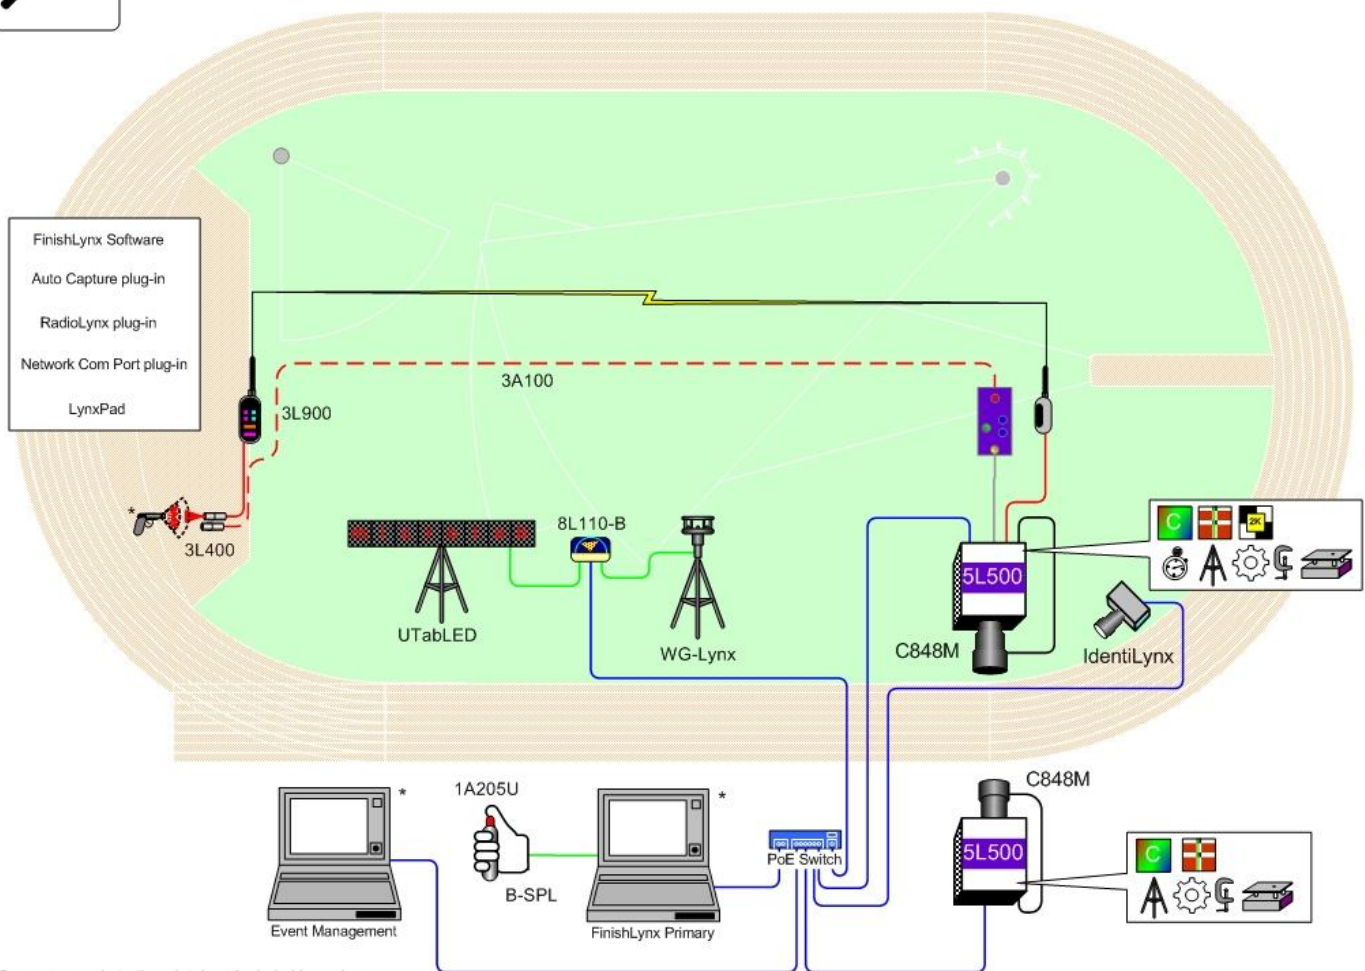 FinishLynx Software
Auto Capture plug-in
RadioLynx plug-in
Network Com Port plug-in
LynxPad
3A100
3L900
*
3L400
8L110-B
UTabLED
WG-Lynx
5L500
C848M
C
2K
IdentiLynx
*
1A205U
*
C848M
PoE Switch
5L500
C
B-SPL
Event Management
FinishLynx Primary